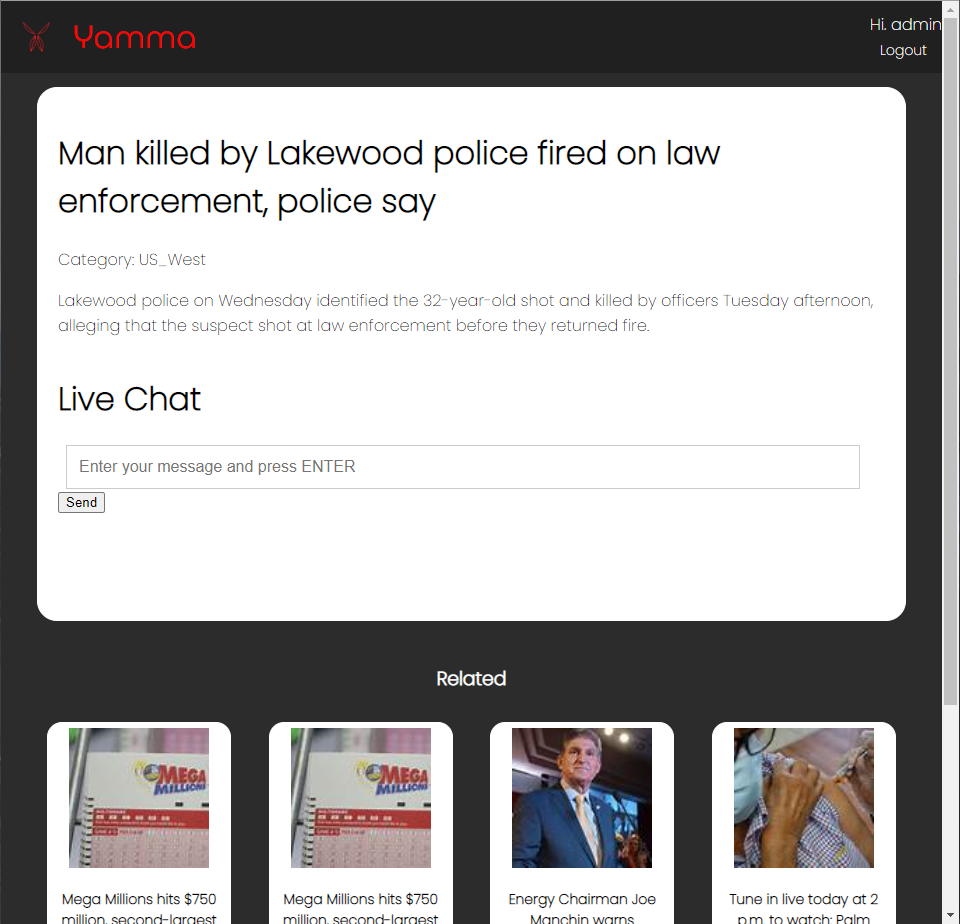 Yamma
Hi. admin
Logout
Man killed by Lakewood police fired on law
enforcement, police say
Category: US_West
Lakewood police on Wednesday identified the 32-year-old shot and killed by officers Tuesday afternoon,
alleging that the suspect shot at law enforcement before they returned fire.
Live Chat
Enter your message and press ENTER
Send
Related
MEGA
MILLIONS
MEGA
MILLIONS
Mega Millions hits $750
million, second-largest
Mega Millions hits $750
million, second-largest
Energy Chairman Joe
Manchin warns
Tune in live today at 2
p.m. to watch: Palm